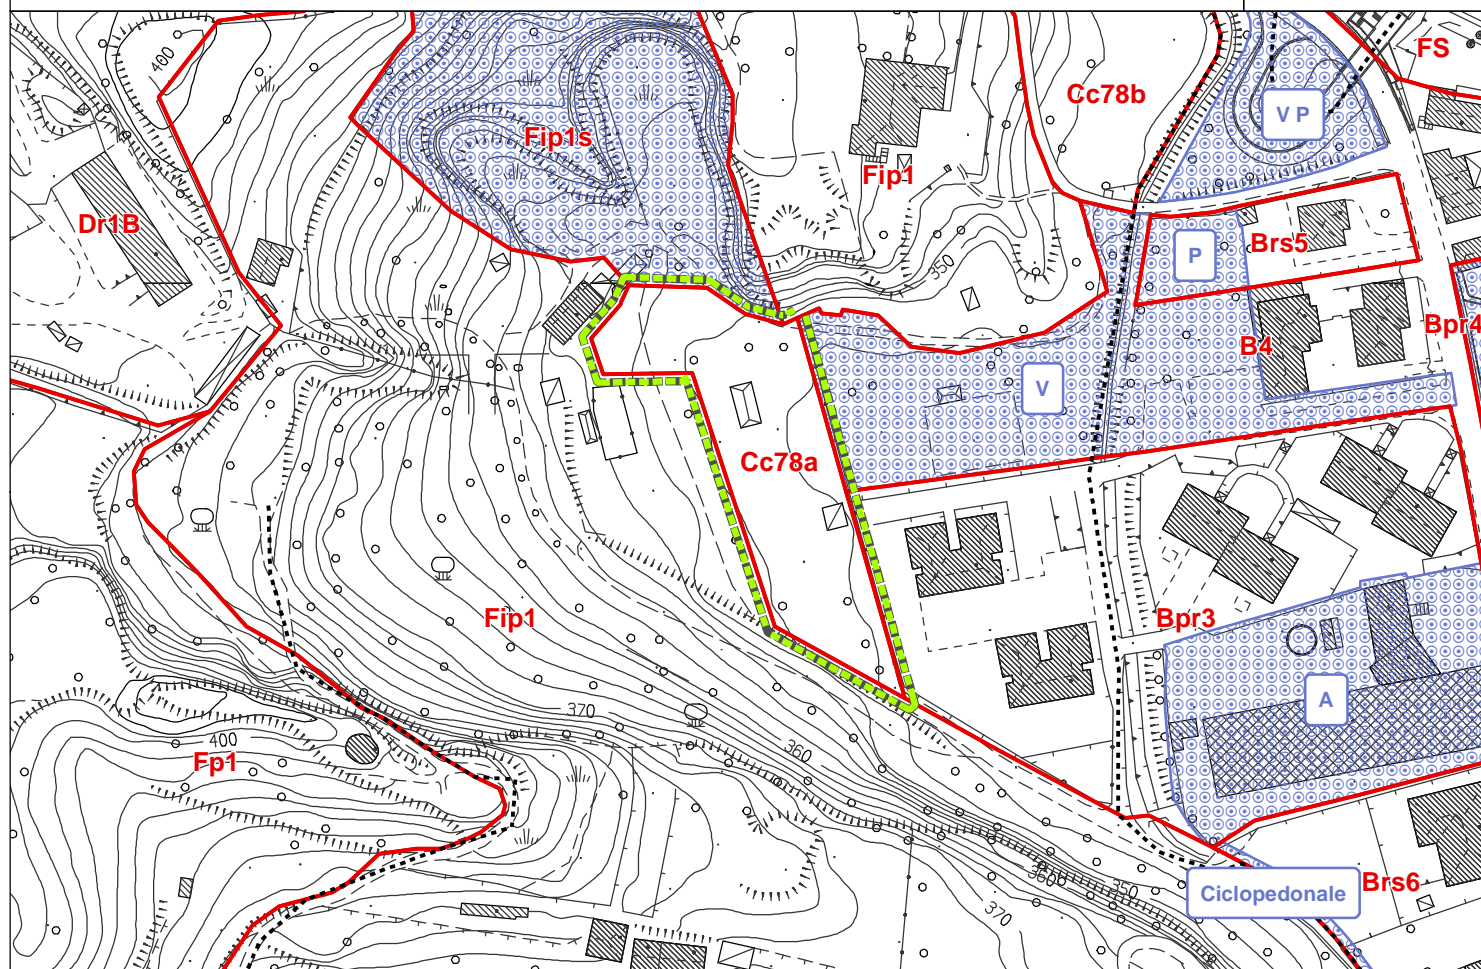 FS
400
Cc78b
V P
Fip1s
Fip1
Dr1B
Brs5
P
350
Bpr4
B4
V
Cc78a
Fip1
Bpr3
A
370
400
360
Fp1
350
Brs6
Ciclopedonale
370